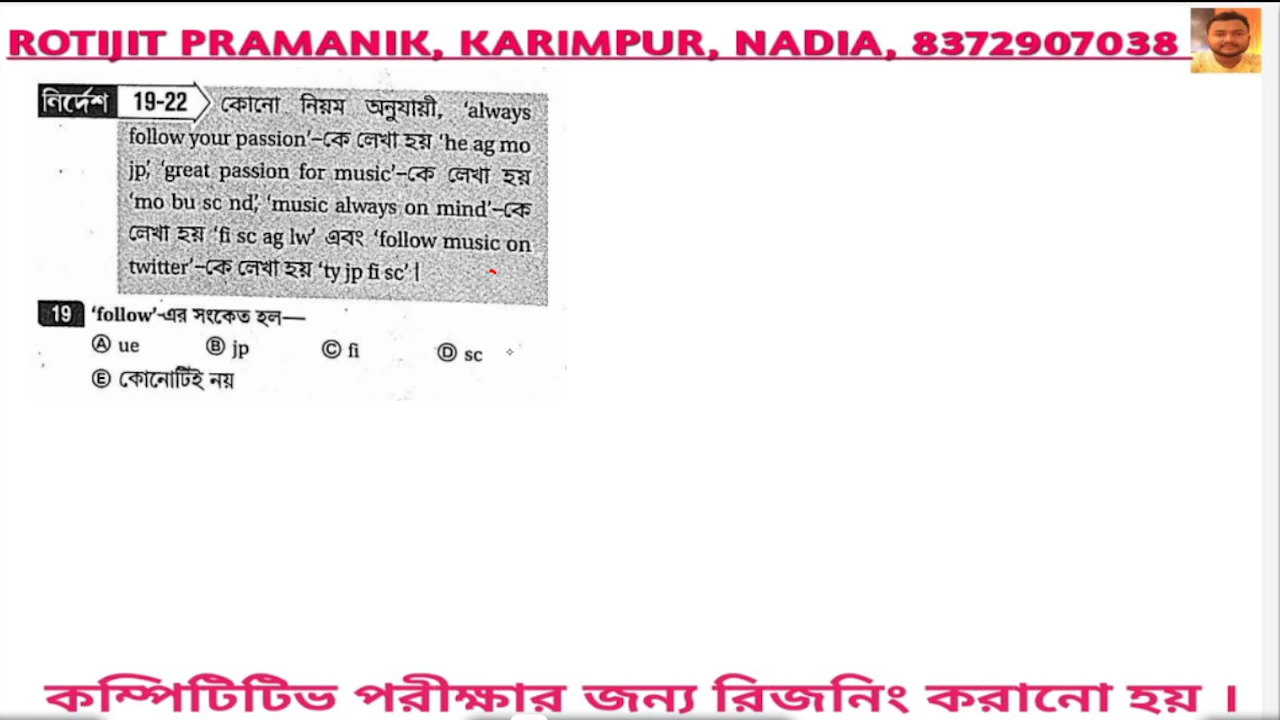 ROTIJIT PRAMANIK, KARIMPUR, NADIA, 8372907038
নির্দেশ 19-22 কোনো নিয়ম অনুযায়ী, ‘always
follow your passion’–কে লেখা হয় ‘he ag mo
jp’, ‘great passion for music’–কে লেখা হয়
‘mo bu sc nd’, ‘music always on mind’–কে
লেখা হয় ‘fi sc ag lw’ এবং ‘follow music on
twitter’–কে লেখা হয় ‘ty jp fi sc’।
19 ‘follow’-এর সংকেত হল—
Ⓐ ue Ⓑ jp Ⓒ fi Ⓓ sc
Ⓔ কোনোটিই নয়
কম্পিটিটিভ পরীক্ষার জন্য রিজনিং করানো হয় ।